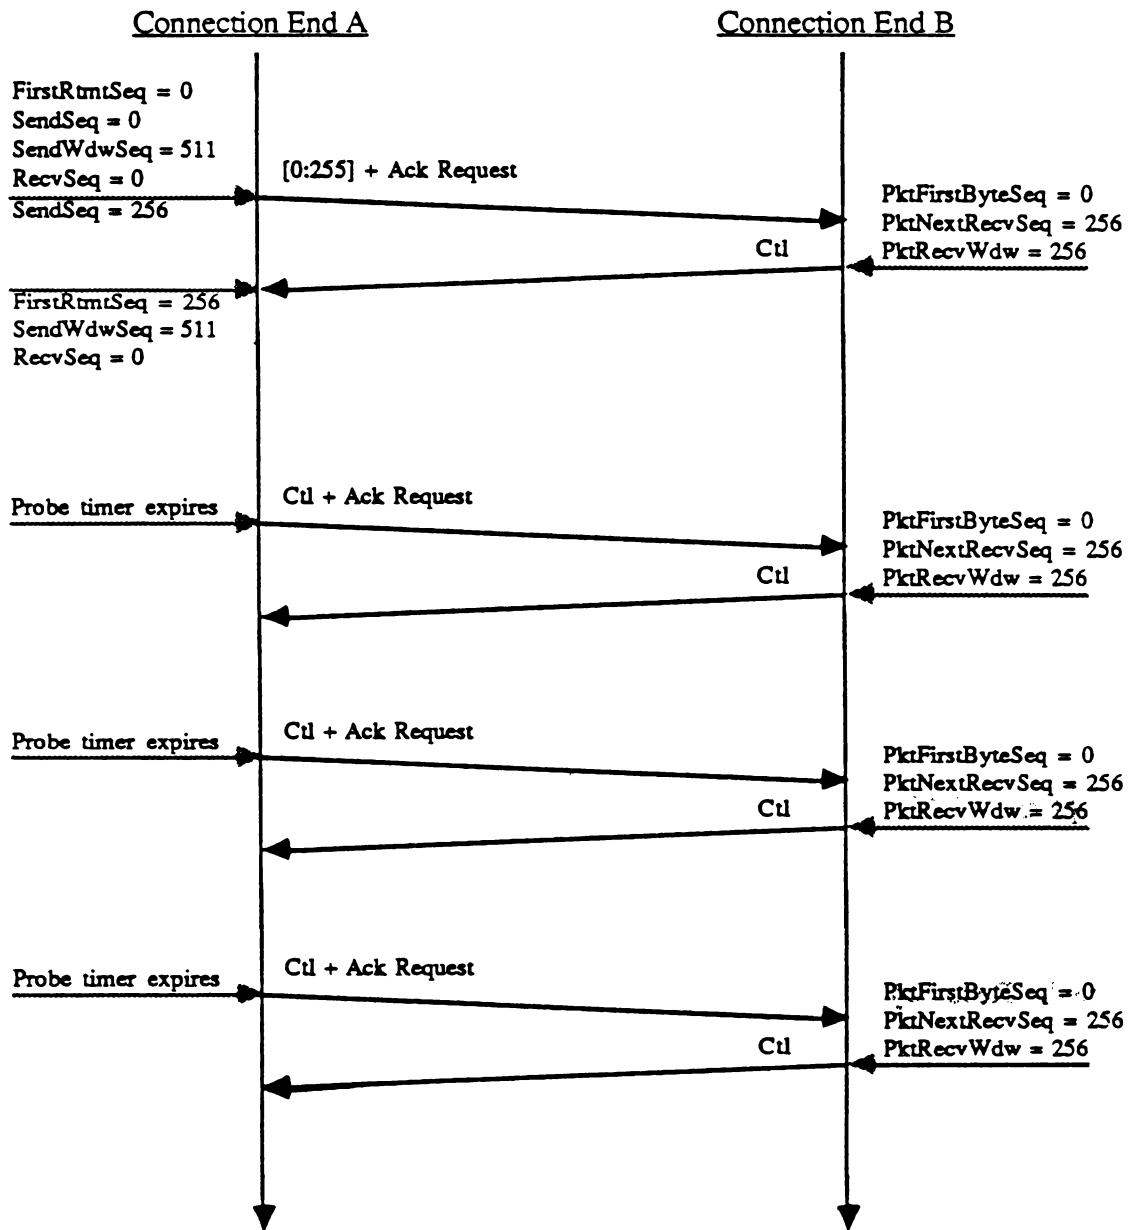 Connection End A
Connection End B
FirstRtmtSeq = 0
SendSeq = 0
SendWdwSeq = 511
RecvSeq = 0
SendSeq = 256
[0:255] + Ack Request
PktFirstByteSeq = 0
PktNextRecvSeq = 256
PktRecvWdw = 256
Ctl
FirstRtmtSeq = 256
SendWdwSeq = 511
RecvSeq = 0
Probe timer expires
Ctl + Ack Request
PktFirstByteSeq = 0
PktNextRecvSeq = 256
PktRecvWdw = 256
Ctl
Probe timer expires
Ctl + Ack Request
PktFirstByteSeq = 0
PktNextRecvSeq = 256
PktRecvWdw = 256
Ctl
Probe timer expires
Ctl + Ack Request
PktFirstByteSeq = 0
PktNextRecvSeq = 256
PktRecvWdw = 256
Ctl